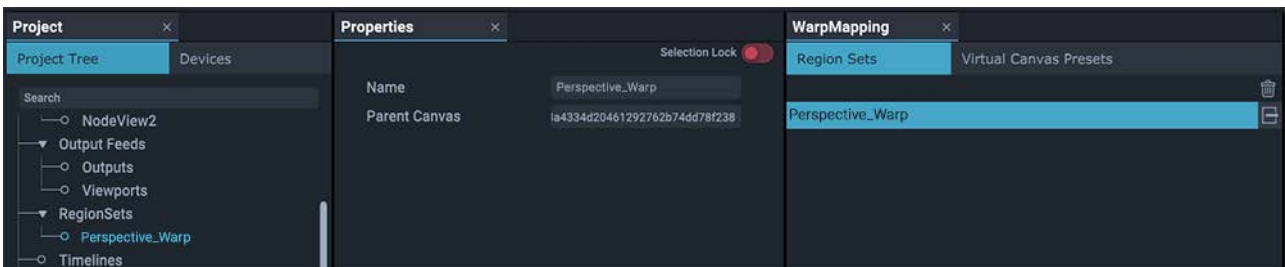 Project ×
Project Tree Devices
Search
NodeView2
Output Feeds
Outputs
Viewports
RegionSets
Perspective_Warp
Timelines
Properties ×
Selection Lock
Name Perspective_Warp
Parent Canvas a4334d20461292762b74dd78f238
WarpMapping ×
Region Sets Virtual Canvas Presets
Perspective_Warp